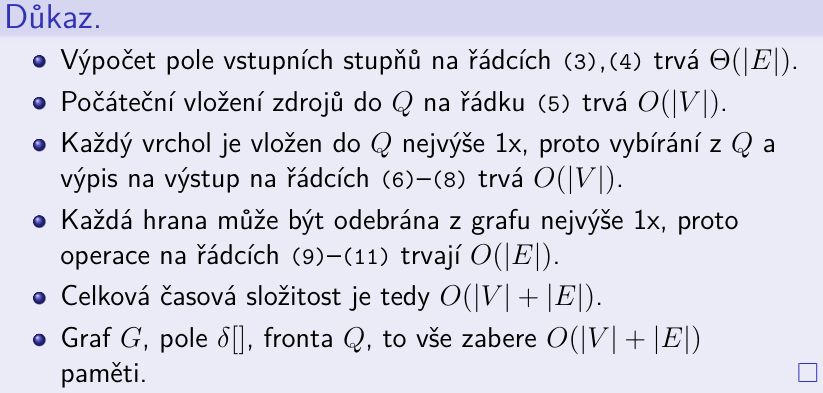 Důkaz.
Výpočet pole vstupních stupňů na řádcích (3),(4) trvá Θ(|E|).
Počáteční vložení zdrojů do Q na řádku (5) trvá O(|V|).
Každý vrchol je vložen do Q nejvýše 1x, proto vybírání z Q a
výpis na výstup na řádcích (6)–(8) trvá O(|V|).
Každá hrana může být odebrána z grafu nejvýše 1x, proto
operace na řádcích (9)–(11) trvají O(|E|).
Celková časová složitost je tedy O(|V| + |E|).
Graf G, pole δ[], fronta Q, to vše zabere O(|V| + |E|)
paměti.